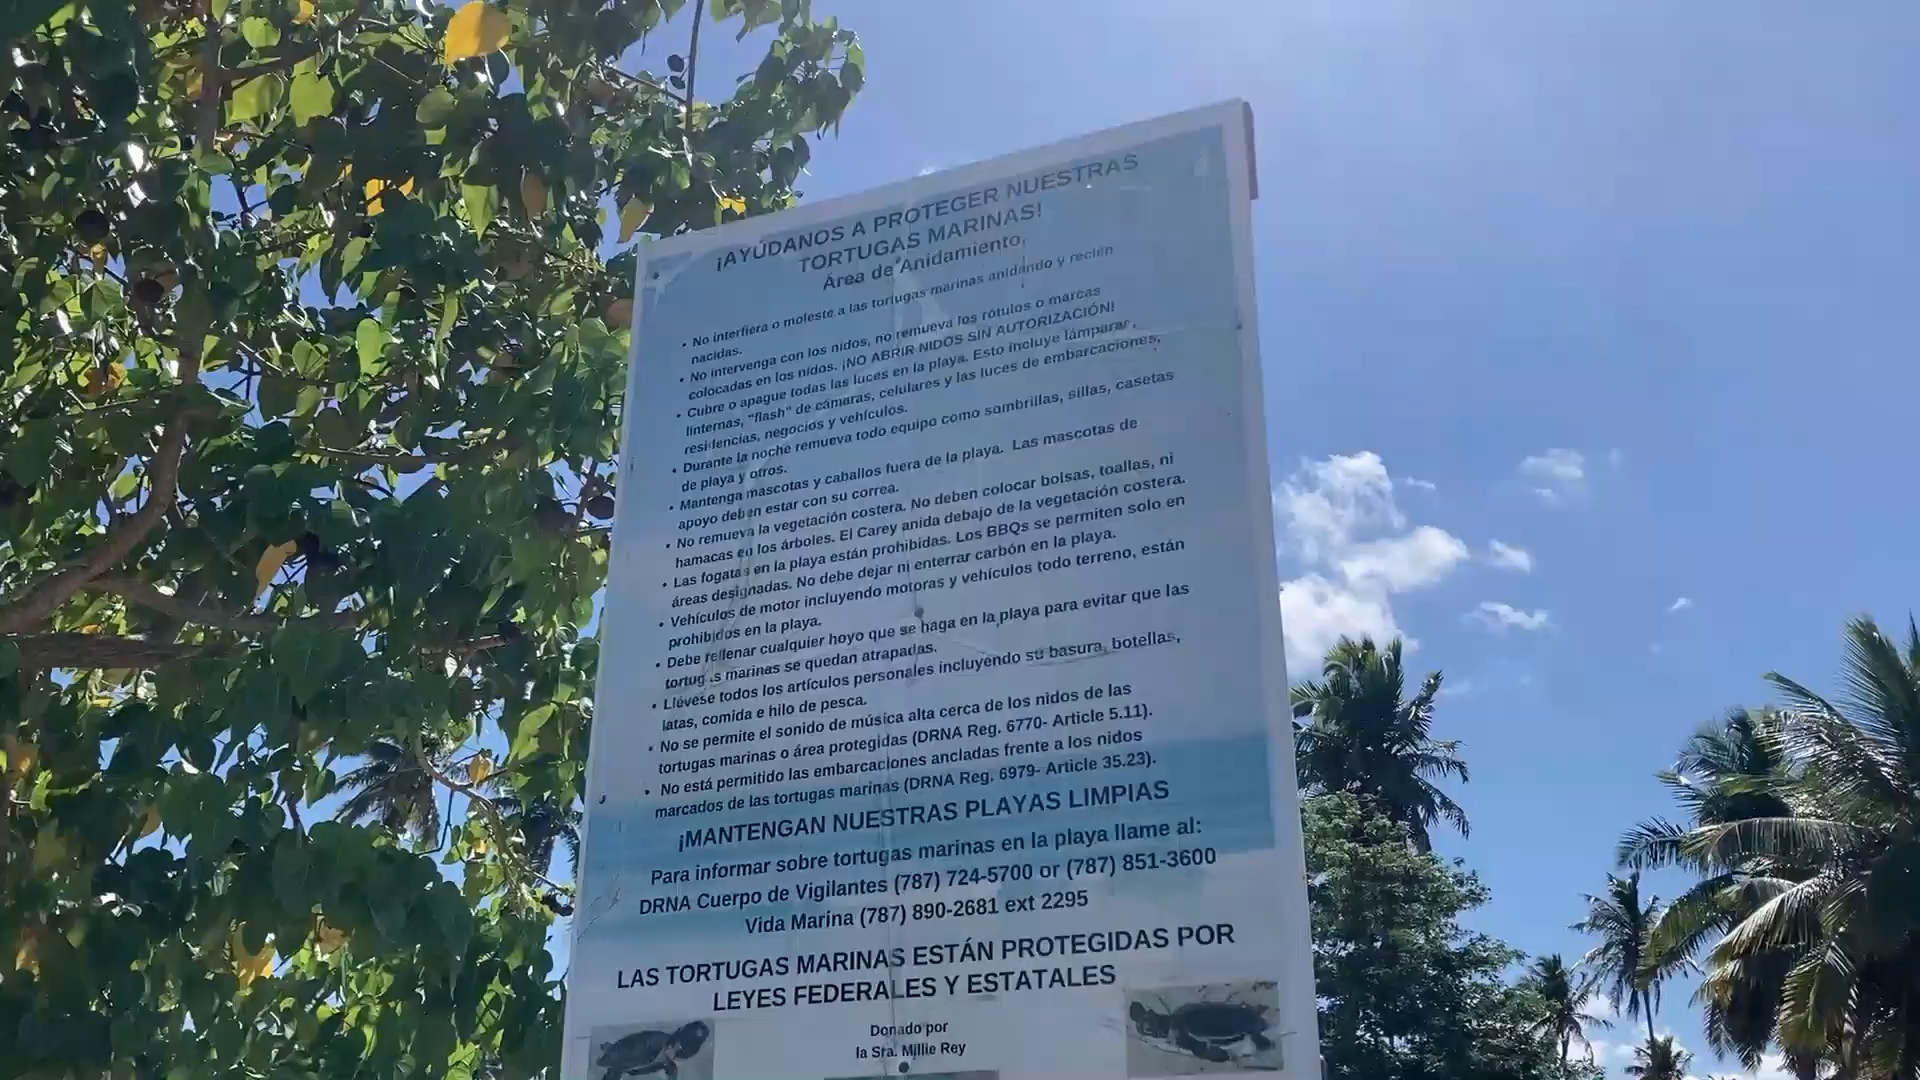 ¡AYÚDANOS A PROTEGER NUESTRAS
TORTUGAS MARINAS!
Área de Anidamiento
• No interfiera o moleste a las tortugas marinas anidando y recién
nacidas.
• No intervenga con los nidos, no remueva los rótulos o marcas
colocadas en los nidos. ¡NO ABRIR NIDOS SIN AUTORIZACIÓN!
• Cubre o apague todas las luces en la playa. Esto incluye lámparar,
linternas, "flash" de cámaras, celulares y las luces de embarcaciones,
residencias, negocios y vehículos.
• Durante la noche remueva todo equipo como sombrillas, sillas, casetas
de playa y otros.
• Mantenga mascotas y caballos fuera de la playa. Las mascotas de
apoyo deben estar con su correa.
• No remueva la vegetación costera. No deben colocar bolsas, toallas, ni
hamacas en los árboles. El Carey anida debajo de la vegetación costera.
• Las fogatas en la playa están prohibidas. Los BBQs se permiten solo en
áreas designadas. No debe dejar ni enterrar carbón en la playa.
• Vehículos de motor incluyendo motoras y vehículos todo terreno, están
prohibidos en la playa.
• Debe rellenar cualquier hoyo que se haga en la playa para evitar que las
tortugas marinas se quedan atrapadas.
• Llévese todos los artículos personales incluyendo su basura, botellas,
latas, comida e hilo de pesca.
• No se permite el sonido de música alta cerca de los nidos de las
tortugas marinas o área protegidas (DRNA Reg. 6770- Article 5.11).
• No está permitido las embarcaciones ancladas frente a los nidos
marcados de las tortugas marinas (DRNA Reg. 6979- Article 35.23).
¡MANTENGAN NUESTRAS PLAYAS LIMPIAS
Para informar sobre tortugas marinas en la playa llame al:
DRNA Cuerpo de Vigilantes (787) 724-5700 or (787) 851-3600
Vida Marina (787) 890-2681 ext 2295
LAS TORTUGAS MARINAS ESTÁN PROTEGIDAS POR
LEYES FEDERALES Y ESTATALES
Donado por
la Sra. Millie Rey